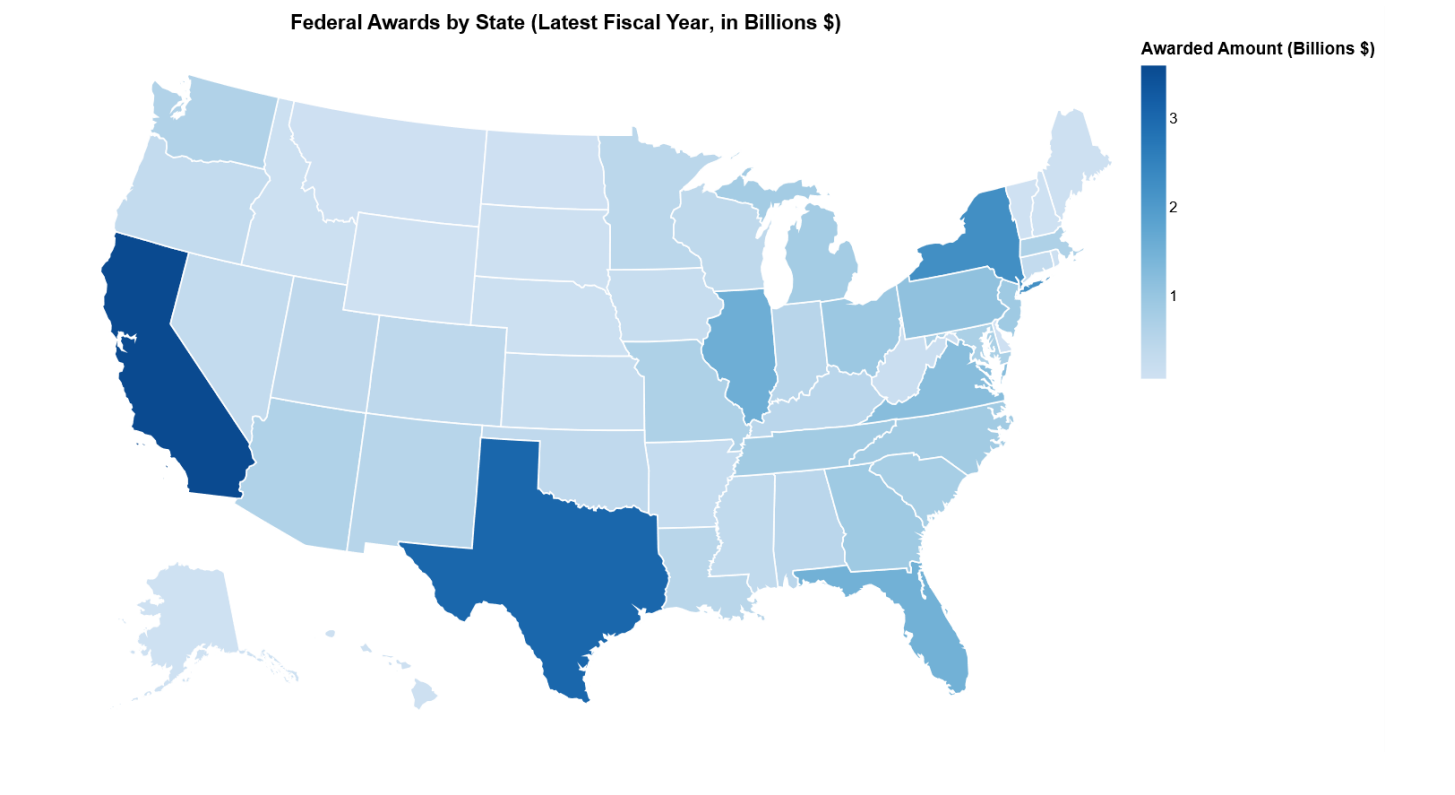 Federal Awards by State (Latest Fiscal Year, in Billions $)
Awarded Amount (Billions $)
3
2
1